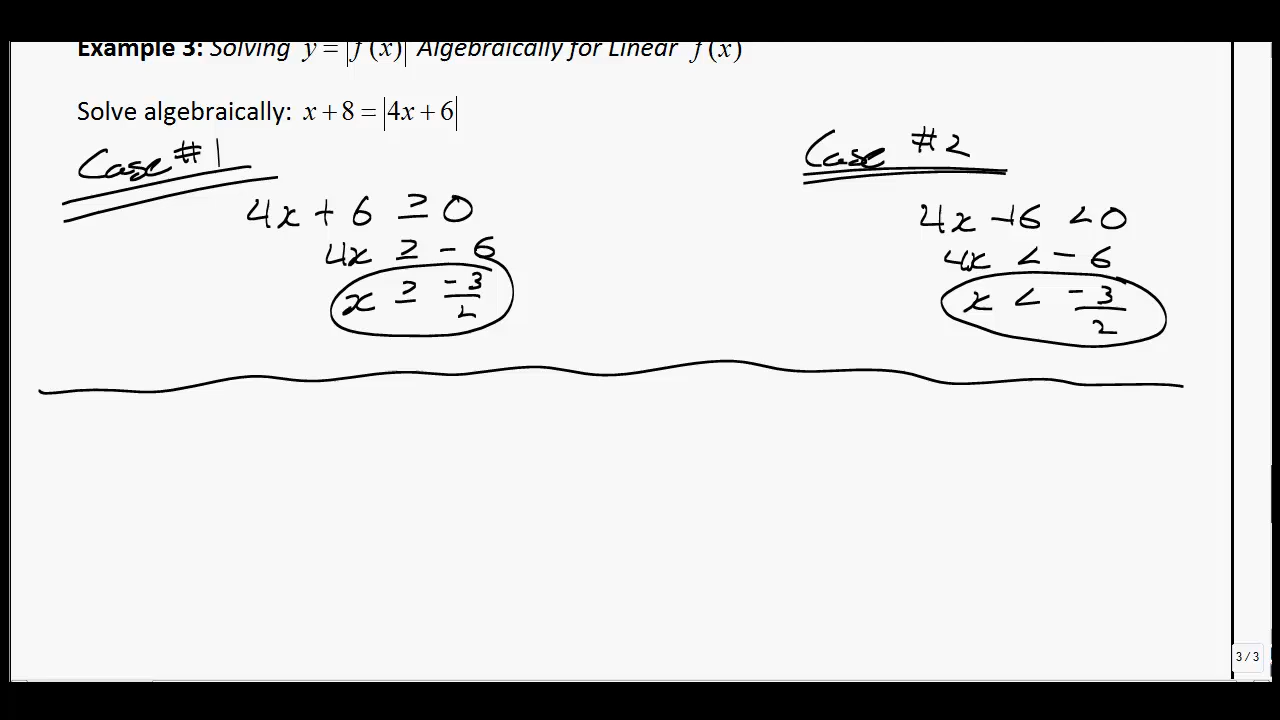 Example 3: Solving y = |f(x)| Algebraically for Linear f(x)
Solve algebraically: x + 8 = |4x + 6|
Case #1
4x + 6 ≥ 0
4x ≥ -6
x ≥ -3/2
Case #2
4x + 6 < 0
4x < -6
x < -3/2
3 / 3